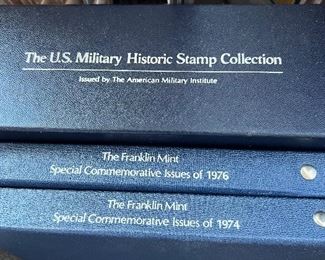 The U.S. Military Historic Stamp Collection
Issued by The American Military Institute
The Franklin Mint
Special Commemorative Issues of 1976
The Franklin Mint
Special Commemorative Issues of 1974